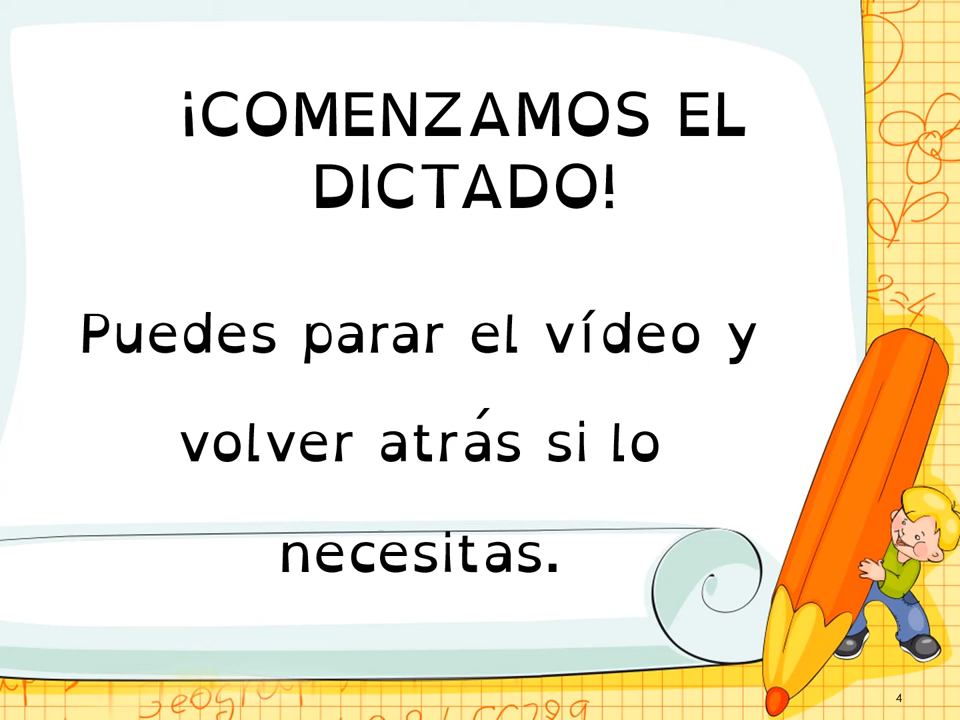 ¡COMENZAMOS EL
DICTADO!
Puedes parar el vídeo y
volver atrás si lo
necesitas.
4